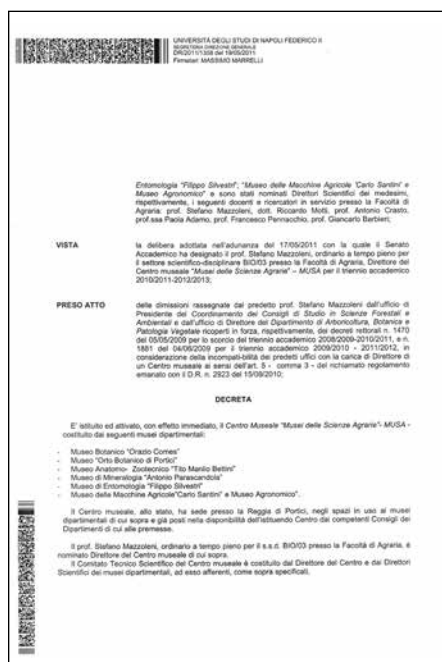 UNIVERSITÀ DEGLI STUDI DI NAPOLI FEDERICO II
SEGRETERIA DIREZIONE GENERALE
DR/2011/1308 del 19/05/2011
Firmatari: MASSIMO MARRELLI
Entomologia "Filippo Silvestri"; "Museo delle Macchine Agricole 'Carlo Santini' e
Museo Agronomico" e sono stati nominati Direttori Scientifici dei medesimi,
rispettivamente, i seguenti docenti e ricercatori in servizio presso la Facoltà di
Agraria: prof. Stefano Mazzoleni, dott. Riccardo Motti, prof. Antonio Crasto,
prof.ssa Paola Adamo, prof. Francesco Pennacchio, prof. Giancarlo Barbieri;
VISTA la delibera adottata nell'adunanza del 17/05/2011 con la quale il Senato
Accademico ha designato il prof. Stefano Mazzoleni, ordinario a tempo pieno per
il settore scientifico-disciplinare BIO/03 presso la Facoltà di Agraria, Direttore del
Centro museale "Musei delle Scienze Agrarie" – MUSA per il triennio accademico
2010/2011-2012/2013;
PRESO ATTO delle dimissioni rassegnate dal predetto prof. Stefano Mazzoleni dall'ufficio di
Presidente del Coordinamento dei Consigli di Studio in Scienze Forestali e
Ambientali e dall'ufficio di Direttore del Dipartimento di Arboricoltura, Botanica e
Patologia Vegetale ricoperti in forza, rispettivamente, dei decreti rettorali n. 1470
del 05/05/2009 per lo scorcio del triennio accademico 2008/2009-2010/2011, e n.
1881 del 04/06/2009 per il triennio accademico 2009/2010 - 2011/2012, in
considerazione della incompati-bilità dei predetti uffici con la carica di Direttore di
un Centro museale ai sensi dell'art. 5 - comma 3 - del richiamato regolamento
emanato con il D.R. n. 2923 del 15/08/2010;
DECRETA
E' istituito ed attivato, con effetto immediato, il Centro Museale "Musei delle Scienze Agrarie"- MUSA -
costituito dai seguenti musei dipartimentali:
- Museo Botanico "Orazio Comes"
- Museo "Orto Botanico di Portici"
- Museo Anatomo- Zootecnico "Tito Manlio Bettini"
- Museo di Mineralogia "Antonio Parascandola"
- Museo di Entomologia "Filippo Silvestri"
- Museo delle Macchine Agricole"Carlo Santini" e Museo Agronomico".
Il Centro museale, allo stato, ha sede presso la Reggia di Portici, negli spazi in uso ai musei
dipartimentali di cui sopra e già posti nella disponibilità dell'istituendo Centro dai competenti Consigli dei
Dipartimenti di cui alle premesse.
Il prof. Stefano Mazzoleni, ordinario a tempo pieno per il s.s.d. BIO/03 presso la Facoltà di Agraria, è
nominato Direttore del Centro museale di cui sopra.
Il Comitato Tecnico Scientifico del Centro museale è costituito dal Direttore del Centro e dai Direttori
Scientifici dei musei dipartimentali, ad esso afferenti, come sopra specificati.